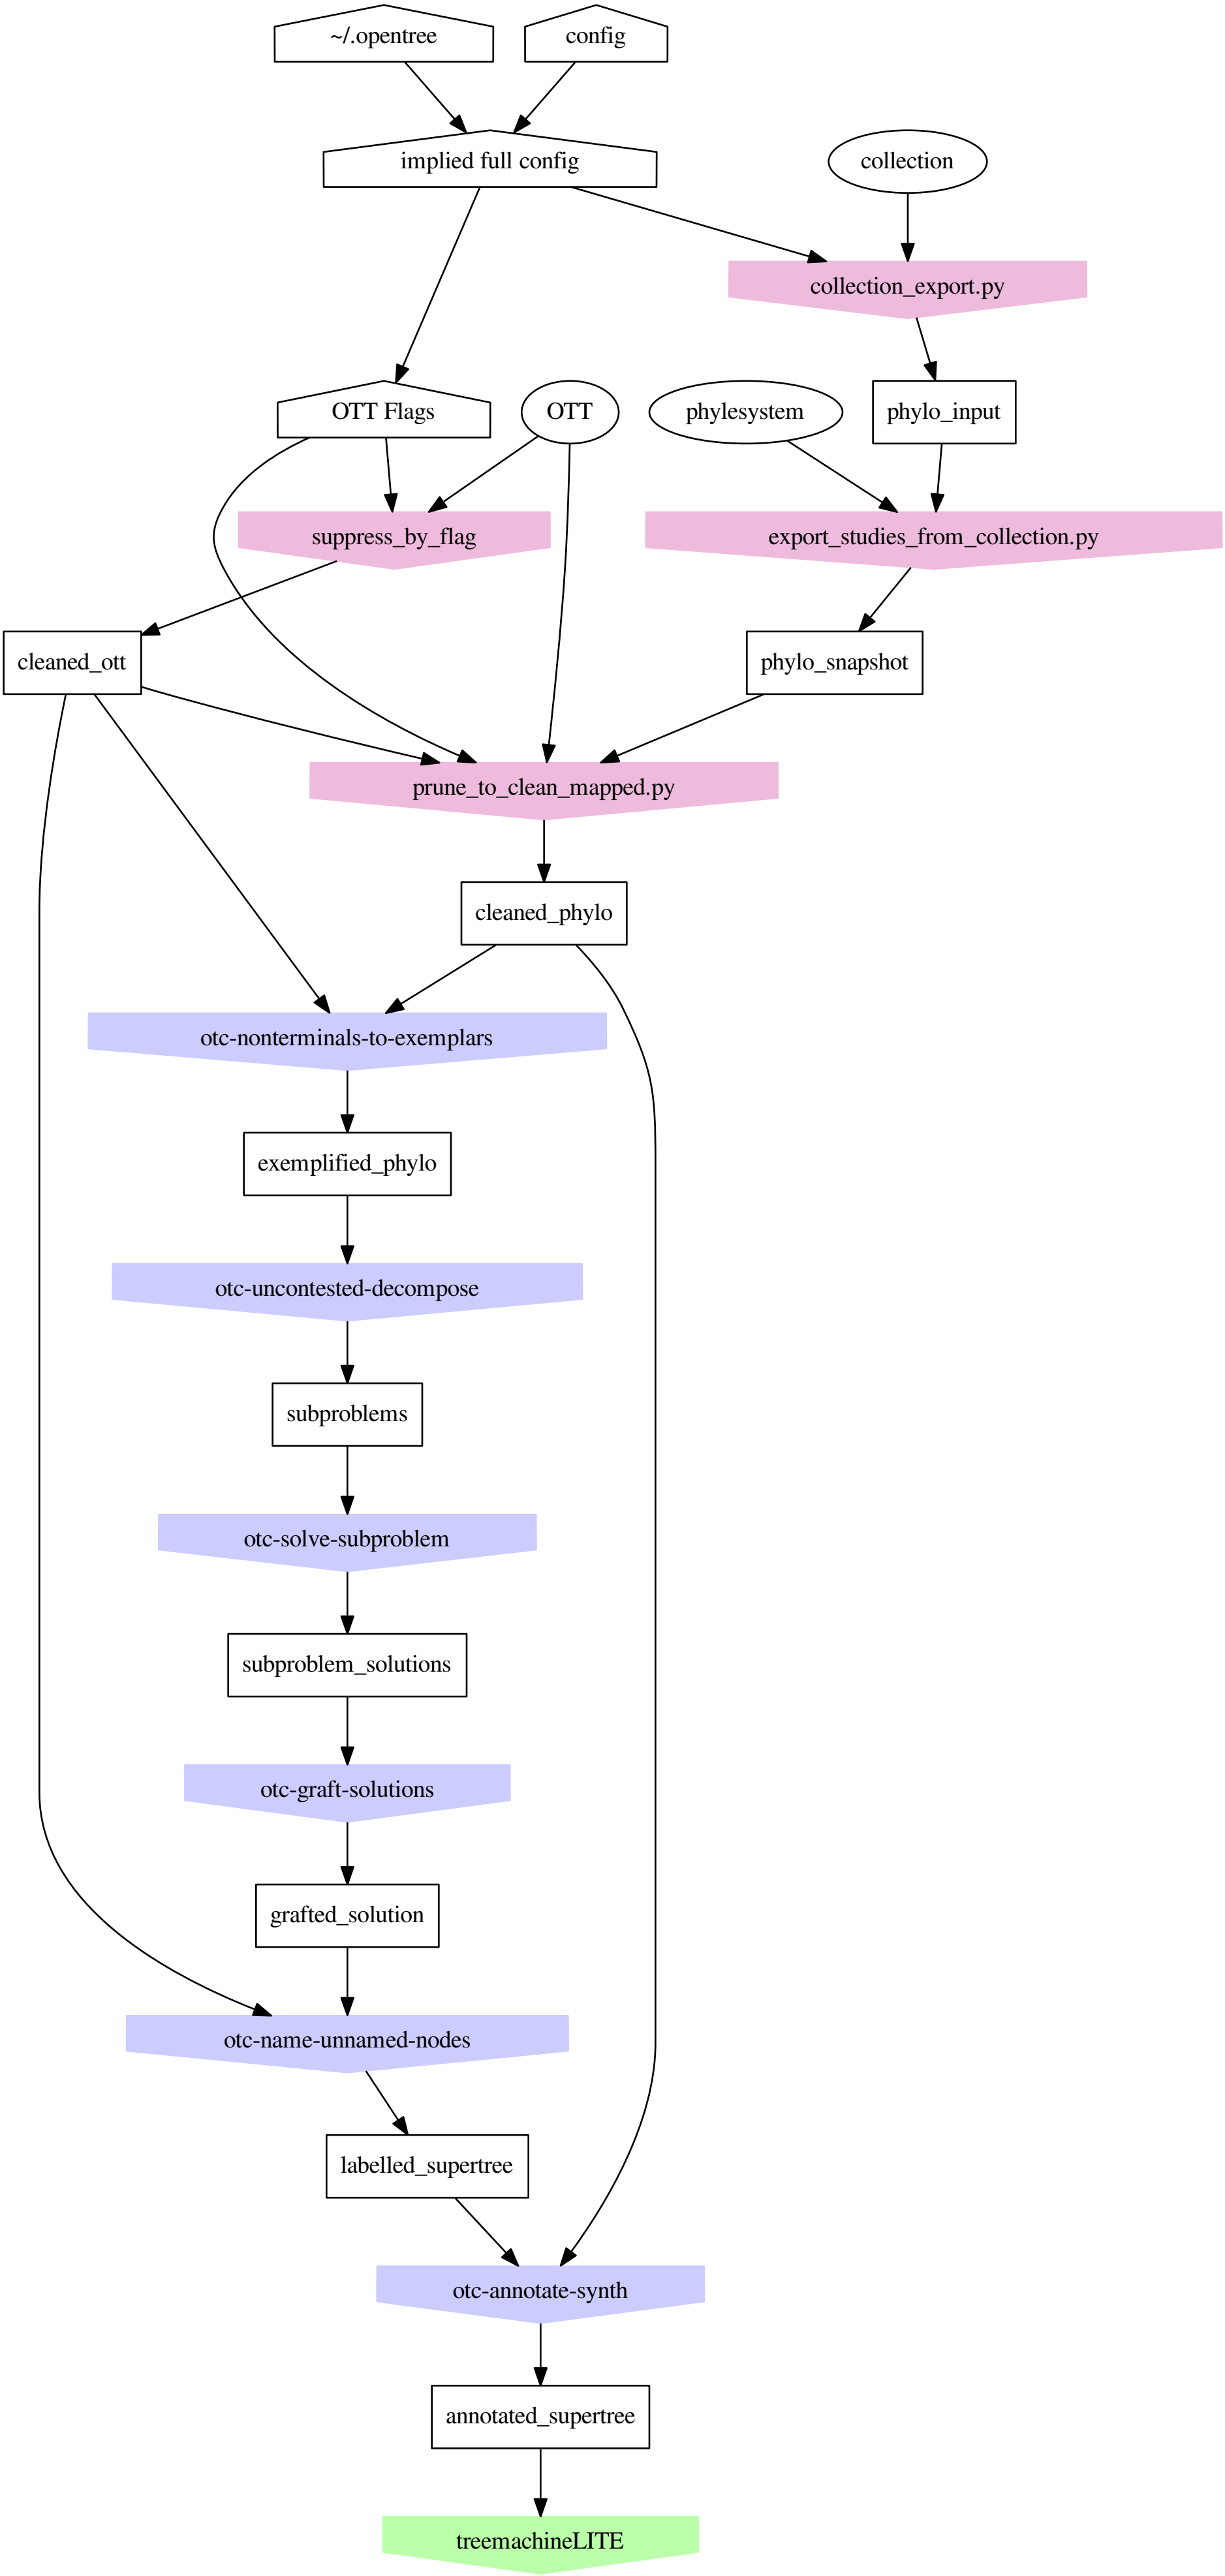 ~/.opentree
config
implied full config
collection
collection_export.py
OTT Flags
OTT
phylesystem
phylo_input
suppress_by_flag
export_studies_from_collection.py
cleaned_ott
phylo_snapshot
prune_to_clean_mapped.py
cleaned_phylo
otc-nonterminals-to-exemplars
exemplified_phylo
otc-uncontested-decompose
subproblems
otc-solve-subproblem
subproblem_solutions
otc-graft-solutions
grafted_solution
otc-name-unnamed-nodes
labelled_supertree
otc-annotate-synth
annotated_supertree
treemachineLITE